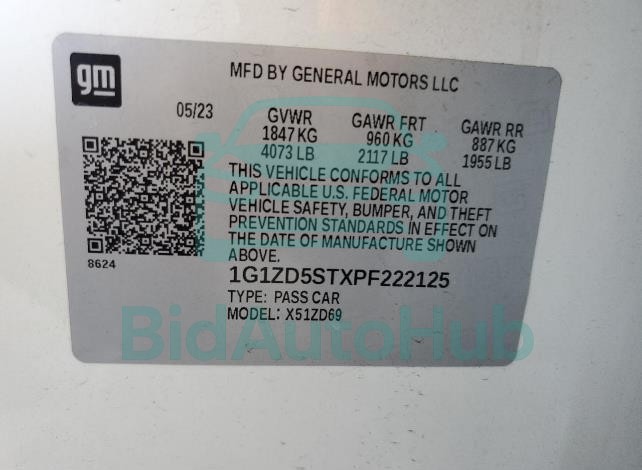 gm
MFD BY GENERAL MOTORS LLC
05/23
GVWR GAWR FRT GAWR RR
1847 KG 960 KG 887 KG
4073 LB 2117 LB 1955 LB
THIS VEHICLE CONFORMS TO ALL
APPLICABLE U.S. FEDERAL MOTOR
VEHICLE SAFETY, BUMPER, AND THEFT
PREVENTION STANDARDS IN EFFECT ON
THE DATE OF MANUFACTURE SHOWN
ABOVE.
8624
1G1ZD5STXPF222125
TYPE: PASS CAR
MODEL: X51ZD69
BidAutoHub